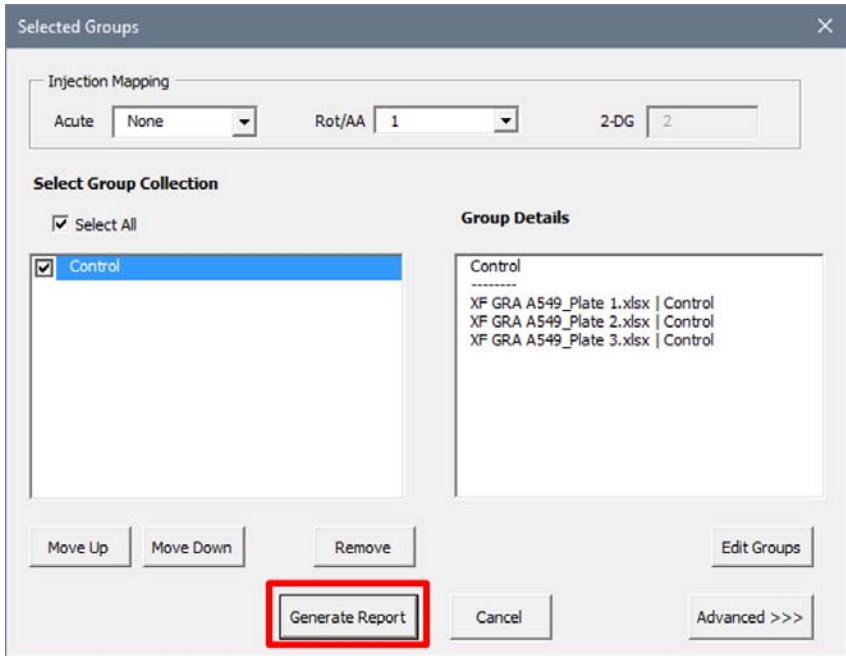 Selected Groups
Injection Mapping
Acute None Rot/AA 1 2-DG 2
Select Group Collection
Select All
Control
Group Details
Control
--------
XF GRA A549_Plate 1.xlsx | Control
XF GRA A549_Plate 2.xlsx | Control
XF GRA A549_Plate 3.xlsx | Control
Move Up Move Down Remove Edit Groups
Generate Report Cancel Advanced >>>